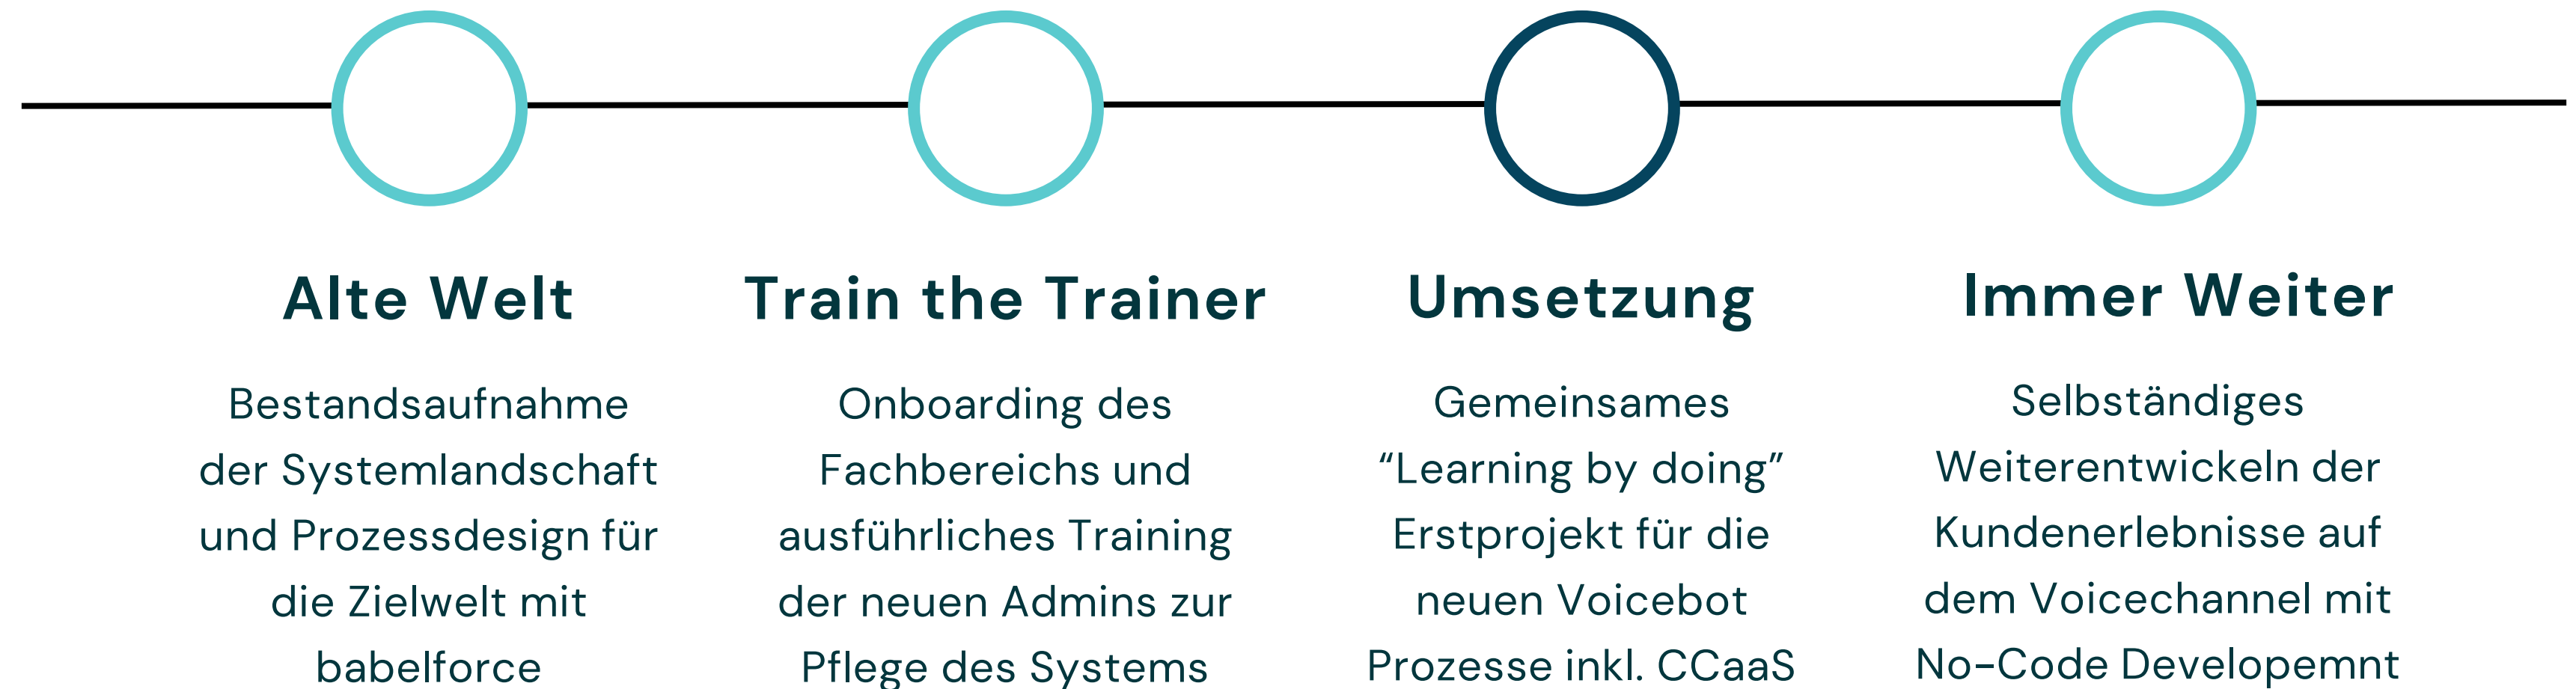 Alte Welt
Bestandsaufnahme
der Systemlandschaft
und Prozessdesign für
die Zielwelt mit
babelforce
Train the Trainer
Onboarding des
Fachbereichs und
ausführliches Training
der neuen Admins zur
Pflege des Systems
Umsetzung
Gemeinsames
“Learning by doing”
Erstprojekt für die
neuen Voicebot
Prozesse inkl. CCaaS
Immer Weiter
Selbständiges
Weiterentwickeln der
Kundenerlebnisse auf
dem Voicechannel mit
No-Code Developemnt